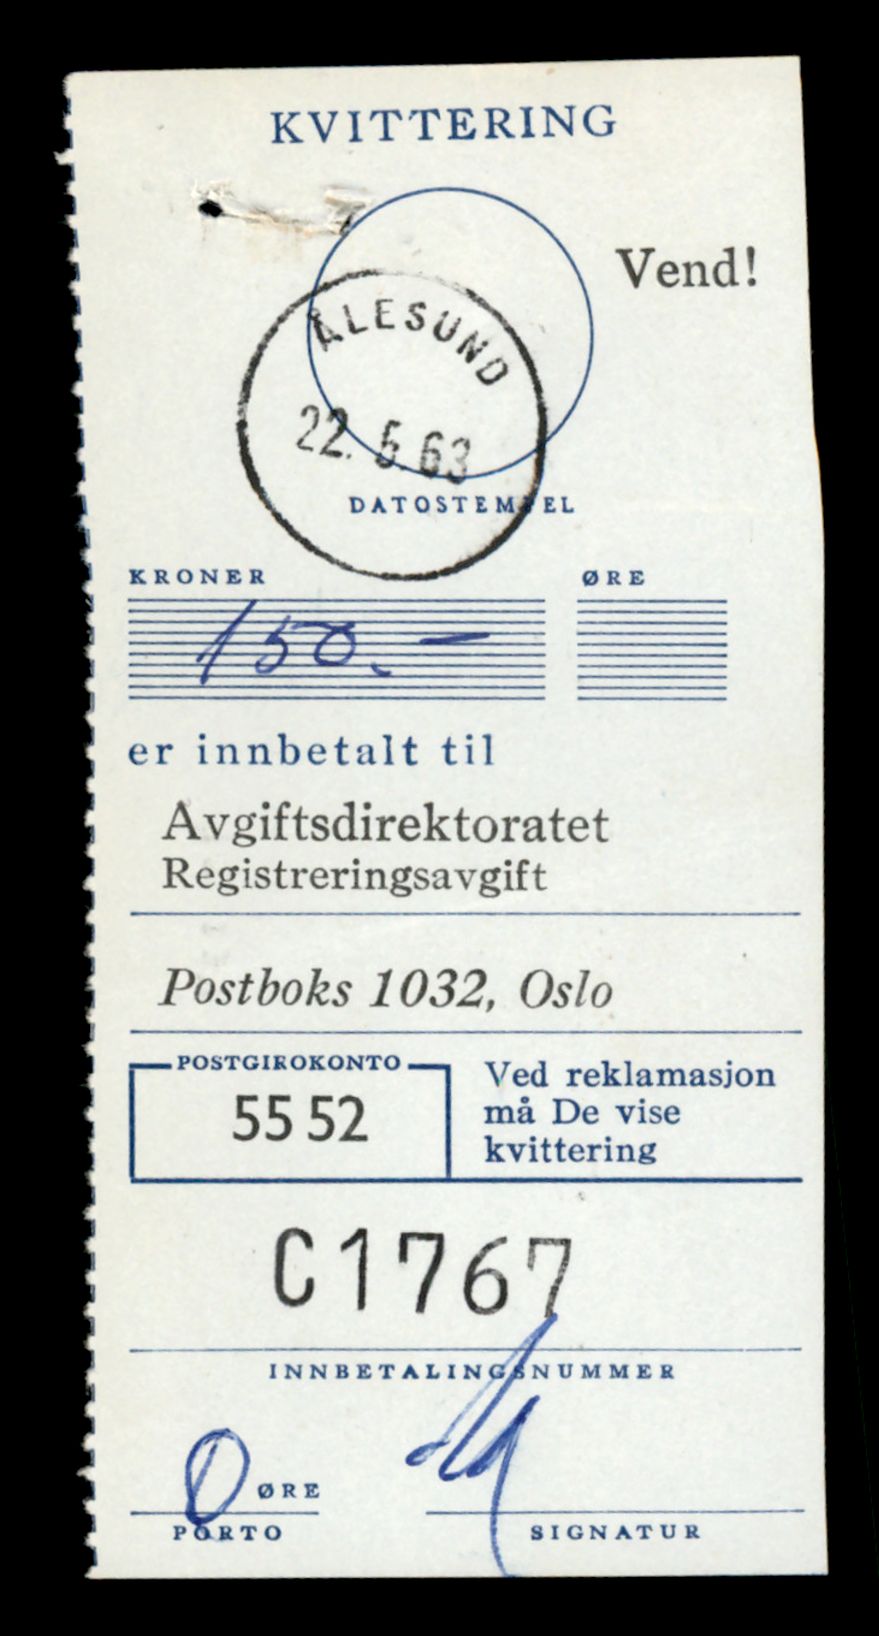 KVITTERING
Vend!
ÅLESUND
22. 5. 63
DATOSTEMPEL
KRONER ØRE
150.-
er innbetalt til
Avgiftsdirektoratet
Registreringsavgift
Postboks 1032, Oslo
POSTGIROKONTO
55 52
Ved reklamasjon
må De vise
kvittering
C1767
INNBETALINGSNUMMER
0 ØRE
PORTO SIGNATUR